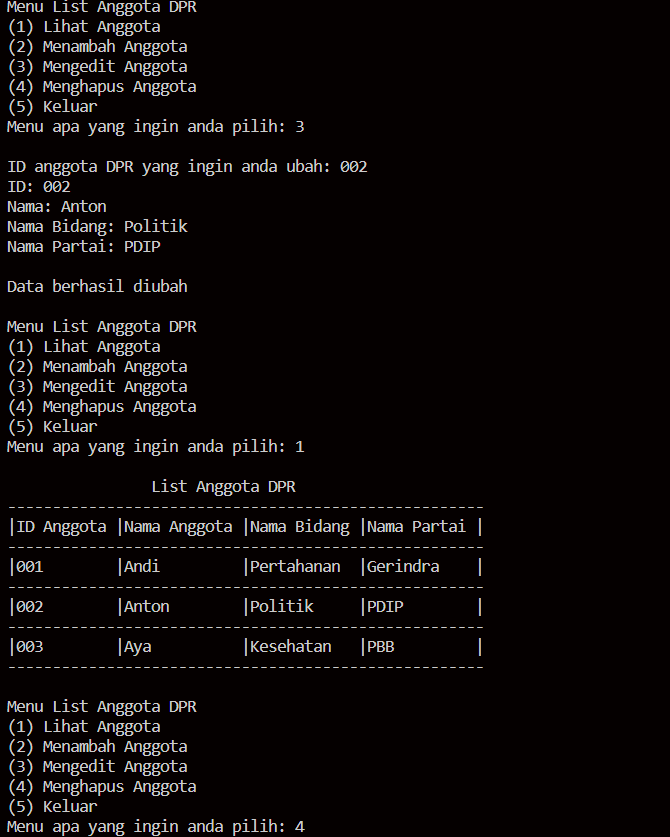 Menu List Anggota DPR
(1) Lihat Anggota
(2) Menambah Anggota
(3) Mengedit Anggota
(4) Menghapus Anggota
(5) Keluar
Menu apa yang ingin anda pilih: 3
ID anggota DPR yang ingin anda ubah: 002
ID: 002
Nama: Anton
Nama Bidang: Politik
Nama Partai: PDIP
Data berhasil diubah
Menu List Anggota DPR
(1) Lihat Anggota
(2) Menambah Anggota
(3) Mengedit Anggota
(4) Menghapus Anggota
(5) Keluar
Menu apa yang ingin anda pilih: 1
List Anggota DPR
-----------------------------------------------------
|ID Anggota |Nama Anggota |Nama Bidang |Nama Partai |
-----------------------------------------------------
|001        |Andi         |Pertahanan  |Gerindra    |
-----------------------------------------------------
|002        |Anton        |Politik     |PDIP        |
-----------------------------------------------------
|003        |Aya          |Kesehatan   |PBB         |
-----------------------------------------------------
Menu List Anggota DPR
(1) Lihat Anggota
(2) Menambah Anggota
(3) Mengedit Anggota
(4) Menghapus Anggota
(5) Keluar
Menu apa yang ingin anda pilih: 4